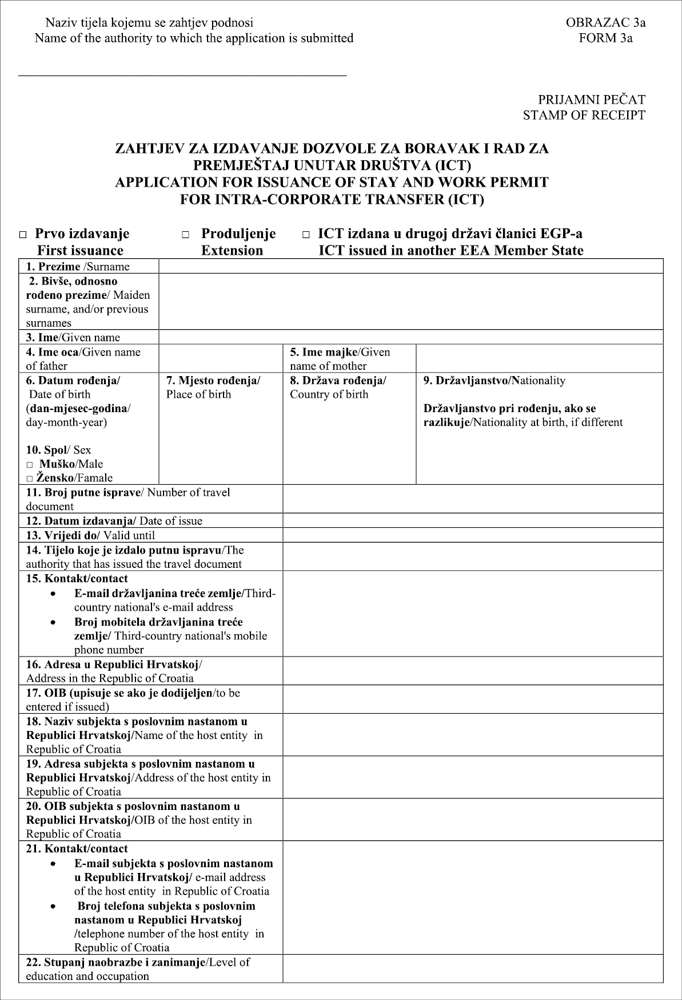 Naziv tijela kojemu se zahtjev podnosi
OBRAZAC 3a
Name of the authority to which the application is submitted
FORM 3a
PRIJAMNI PEČAT
STAMP OF RECEIPT
ZAHTJEV ZA IZDAVANJE DOZVOLE ZA BORAVAK I RAD ZA
PREMJEŠTAJ UNUTAR DRUŠTVA (ICT)
APPLICATION FOR ISSUANCE OF STAY AND WORK PERMIT
FOR INTRA-CORPORATE TRANSFER (ICT)
□ Prvo izdavanje
First issuance
□ Produljenje
Extension
□ ICT izdana u drugoj državi članici EGP-a
ICT issued in another EEA Member State
1. Prezime /Surname
2. Bivše, odnosno
rođeno prezime/ Maiden
surname, and/or previous
surnames
3. Ime/Given name
4. Ime oca/Given name
of father
5. Ime majke/Given
name of mother
6. Datum rođenja/
Date of birth
(dan-mjesec-godina/
day-month-year)
10. Spol/ Sex
□ Muško/Male
□ Žensko/Famale
7. Mjesto rođenja/
Place of birth
8. Država rođenja/
Country of birth
9. Državljanstvo/Nationality
Državljanstvo pri rođenju, ako se
razlikuje/Nationality at birth, if different
11. Broj putne isprave/ Number of travel
document
12. Datum izdavanja/ Date of issue
13. Vrijedi do/ Valid until
14. Tijelo koje je izdalo putnu ispravu/The
authority that has issued the travel document
15. Kontakt/contact
• E-mail državljanina treće zemlje/Third-
country national's e-mail address
• Broj mobitela državljanina treće
zemlje/ Third-country national's mobile
phone number
16. Adresa u Republici Hrvatskoj/
Address in the Republic of Croatia
17. OIB (upisuje se ako je dodijeljen/to be
entered if issued)
18. Naziv subjekta s poslovnim nastanom u
Republici Hrvatskoj/Name of the host entity in
Republic of Croatia
19. Adresa subjekta s poslovnim nastanom u
Republici Hrvatskoj/Address of the host entity in
Republic of Croatia
20. OIB subjekta s poslovnim nastanom u
Republici Hrvatskoj/OIB of the host entity in
Republic of Croatia
21. Kontakt/contact
• E-mail subjekta s poslovnim nastanom
u Republici Hrvatskoj/ e-mail address
of the host entity in Republic of Croatia
• Broj telefona subjekta s poslovnim
nastanom u Republici Hrvatskoj
/telephone number of the host entity in
Republic of Croatia
22. Stupanj naobrazbe i zanimanje/Level of
education and occupation